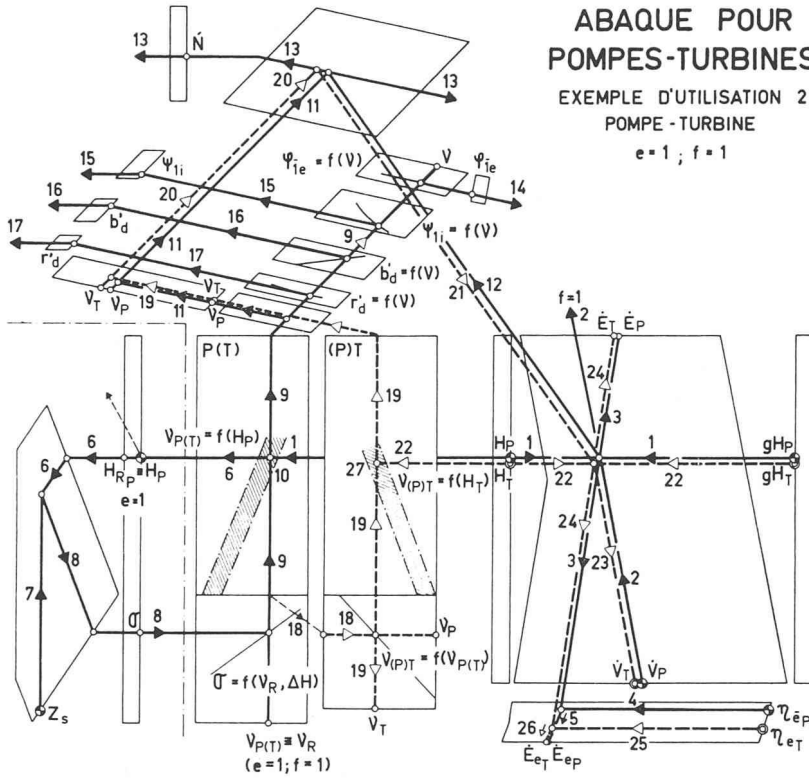 ABAQUE POUR
POMPES-TURBINES
EXEMPLE D'UTILISATION 2
POMPE - TURBINE
e = 1 ; f = 1
13 Ń 13 13
20 11
15 ψ1i φ1e = f(V) ν φ1e
14
16 b'd 20 15
17 r'd 11 16 9 ψ1i = f(V)
17 b'd = f(V) 21 12
νT νP 19 11 νT νP r'd = f(V)
f=1 2 ĖT ĖP
P(T) (P)T
9 19 24 3
νP(T) = f(HP) 1 HP 1 1 gHP
6 6 HRP ≡ HP 6 10 27 22 HT 22 22 gHT
e=1 ν(P)T = f(HT)
8 9 19 24 3 23 2
7
σ 8 18 18 νP
σ = f(νR, ΔH) 19 ν(P)T = f(νP(T)) V̇T V̇P
Zs νT 4 ηēP
νP(T) ≡ νR 26 5 25 ηeT
(e=1; f=1) ĖeT ĖeP